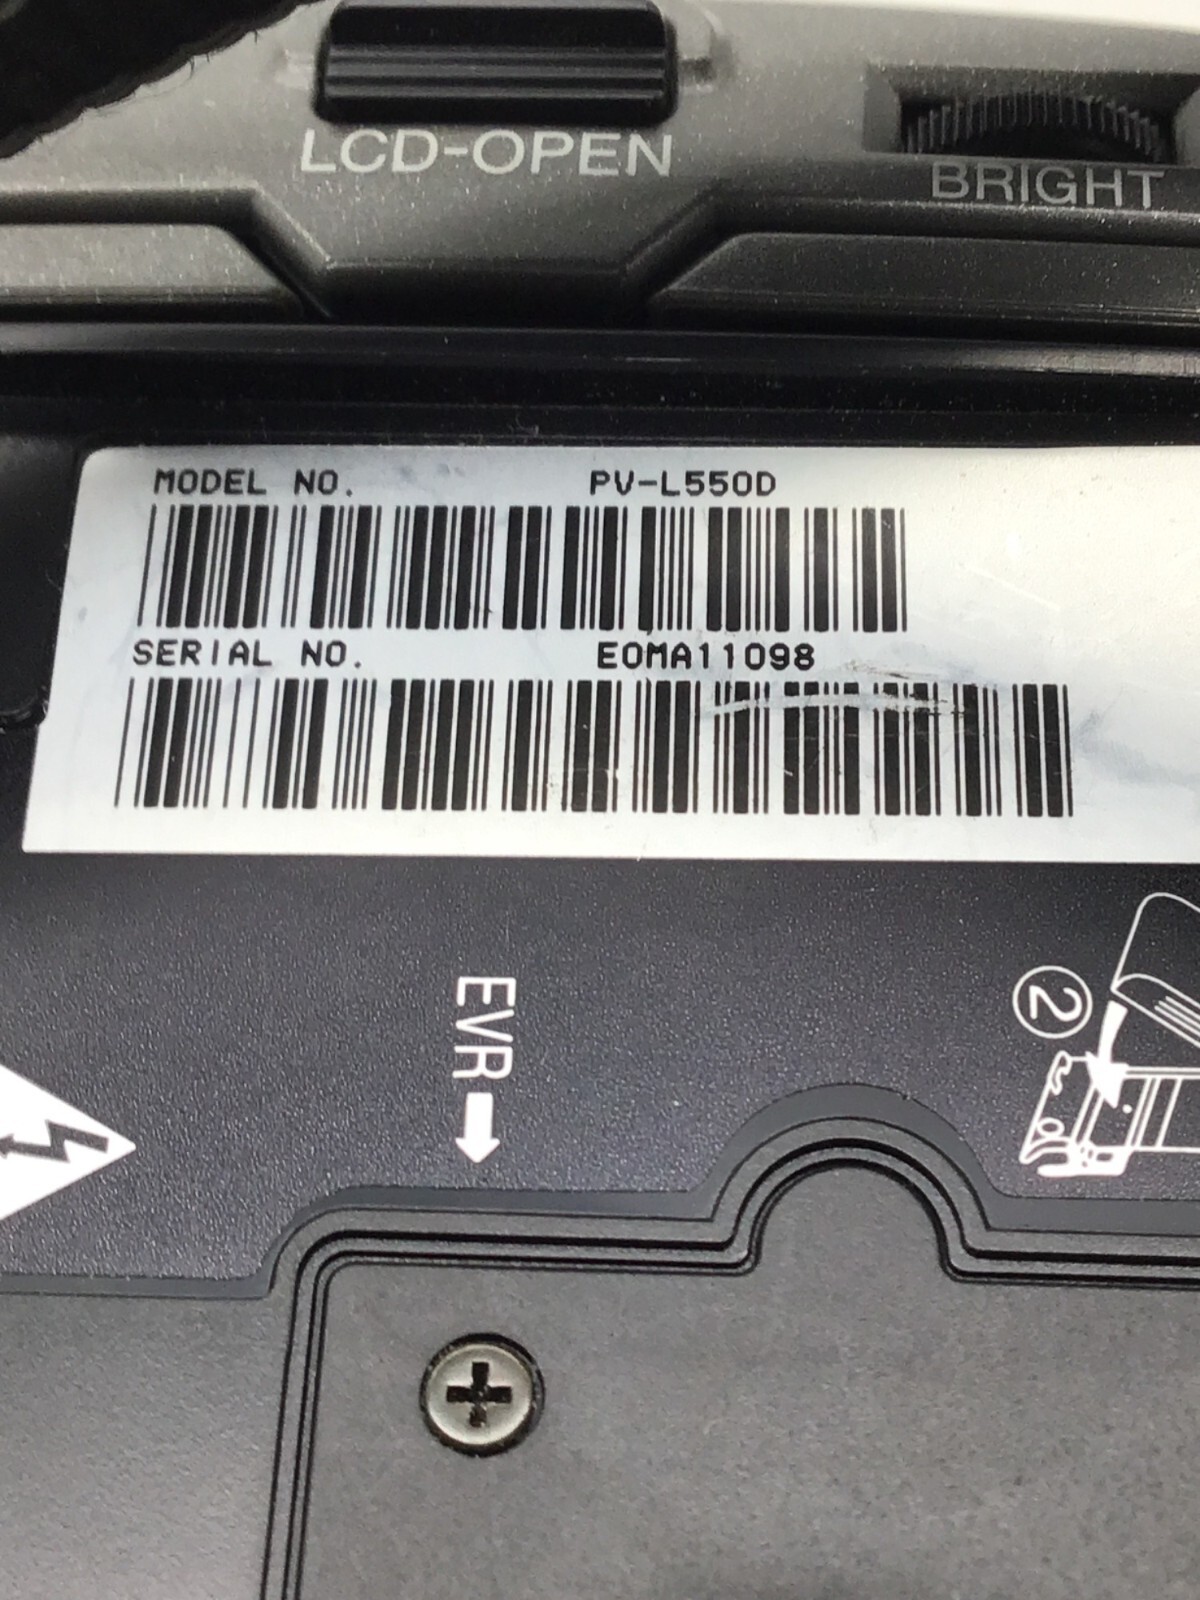 LCD-OPEN
BRIGHT
MODEL NO. PV-L550D
SERIAL NO. E0MA11098
EVR
2